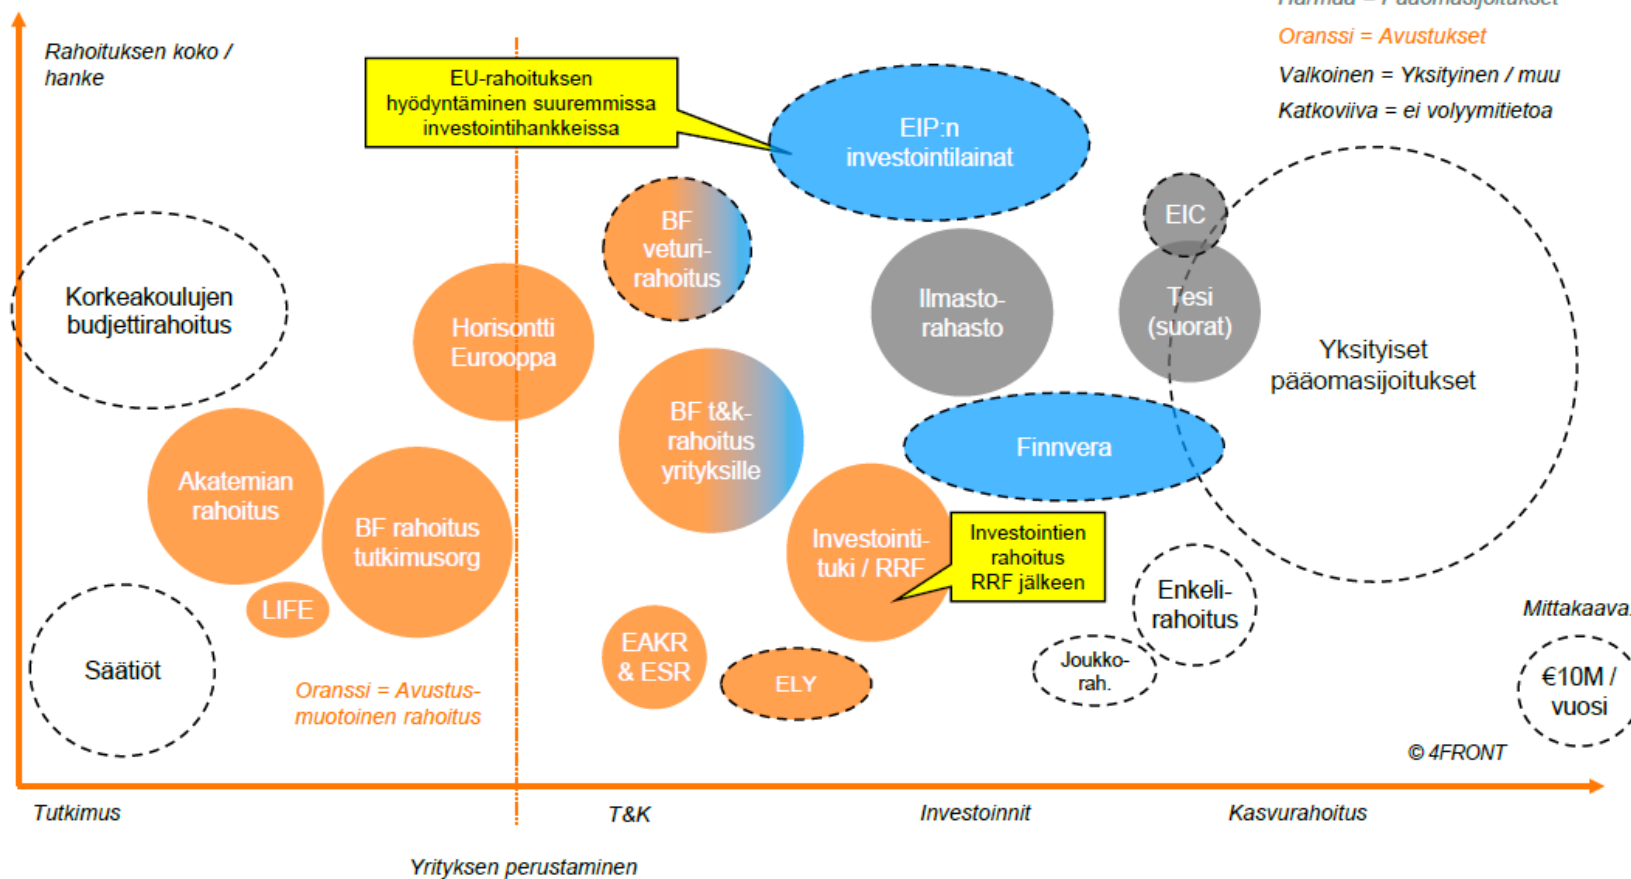 Harmaa = Pääomasijoitukset
Oranssi = Avustukset
Valkoinen = Yksityinen / muu
Katkoviiva = ei volyymitietoa
Rahoituksen koko /
hanke
EU-rahoituksen
hyödyntäminen suuremmissa
investointihankkeissa
EIP:n
investointilainat
BF
veturi-
rahoitus
EIC
Korkeakoulujen
budjettirahoitus
Horisontti
Eurooppa
Ilmasto-
rahasto
Tesi
(suorat)
Yksityiset
pääomasijoitukset
BF t&k-
rahoitus
yrityksille
Finnvera
Akatemian
rahoitus
BF rahoitus
tutkimusorg
Investointi-
tuki / RRF
Investointien
rahoitus
RRF jälkeen
LIFE
Enkeli-
rahoitus
Säätiöt
EAKR
& ESR
ELY
Joukko-
rah.
Mittakaava:
€10M /
vuosi
Oranssi = Avustus-
muotoinen rahoitus
© 4FRONT
Tutkimus
T&K
Investoinnit
Kasvurahoitus
Yrityksen perustaminen